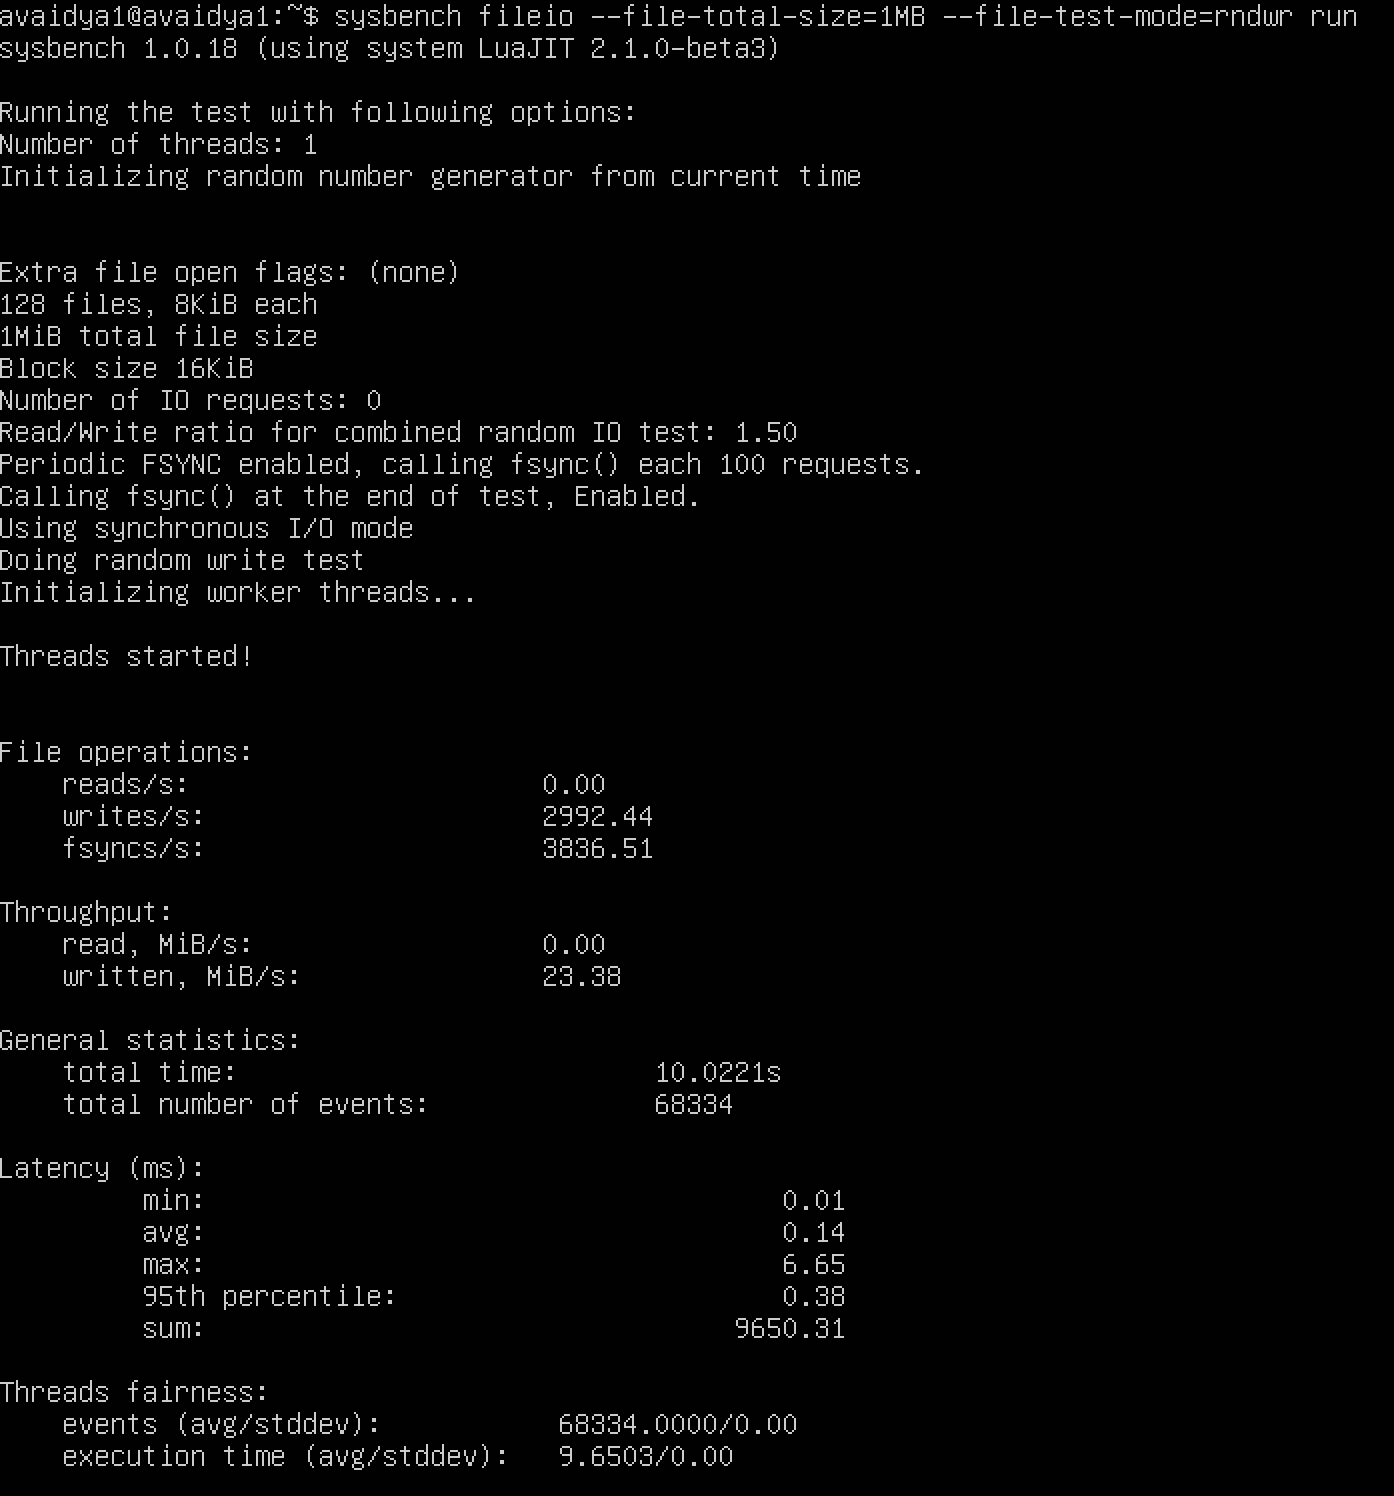 avaidya1@avaidya1:~$ sysbench fileio --file-total-size=1MB --file-test-mode=rndwr run
sysbench 1.0.18 (using system LuaJIT 2.1.0-beta3)
Running the test with following options:
Number of threads: 1
Initializing random number generator from current time
Extra file open flags: (none)
128 files, 8KiB each
1MiB total file size
Block size 16KiB
Number of IO requests: 0
Read/Write ratio for combined random IO test: 1.50
Periodic FSYNC enabled, calling fsync() each 100 requests.
Calling fsync() at the end of test, Enabled.
Using synchronous I/O mode
Doing random write test
Initializing worker threads...
Threads started!
File operations:
reads/s: 0.00
writes/s: 2992.44
fsyncs/s: 3836.51
Throughput:
read, MiB/s: 0.00
written, MiB/s: 23.38
General statistics:
total time: 10.0221s
total number of events: 68334
Latency (ms):
min: 0.01
avg: 0.14
max: 6.65
95th percentile: 0.38
sum: 9650.31
Threads fairness:
events (avg/stddev): 68334.0000/0.00
execution time (avg/stddev): 9.6503/0.00